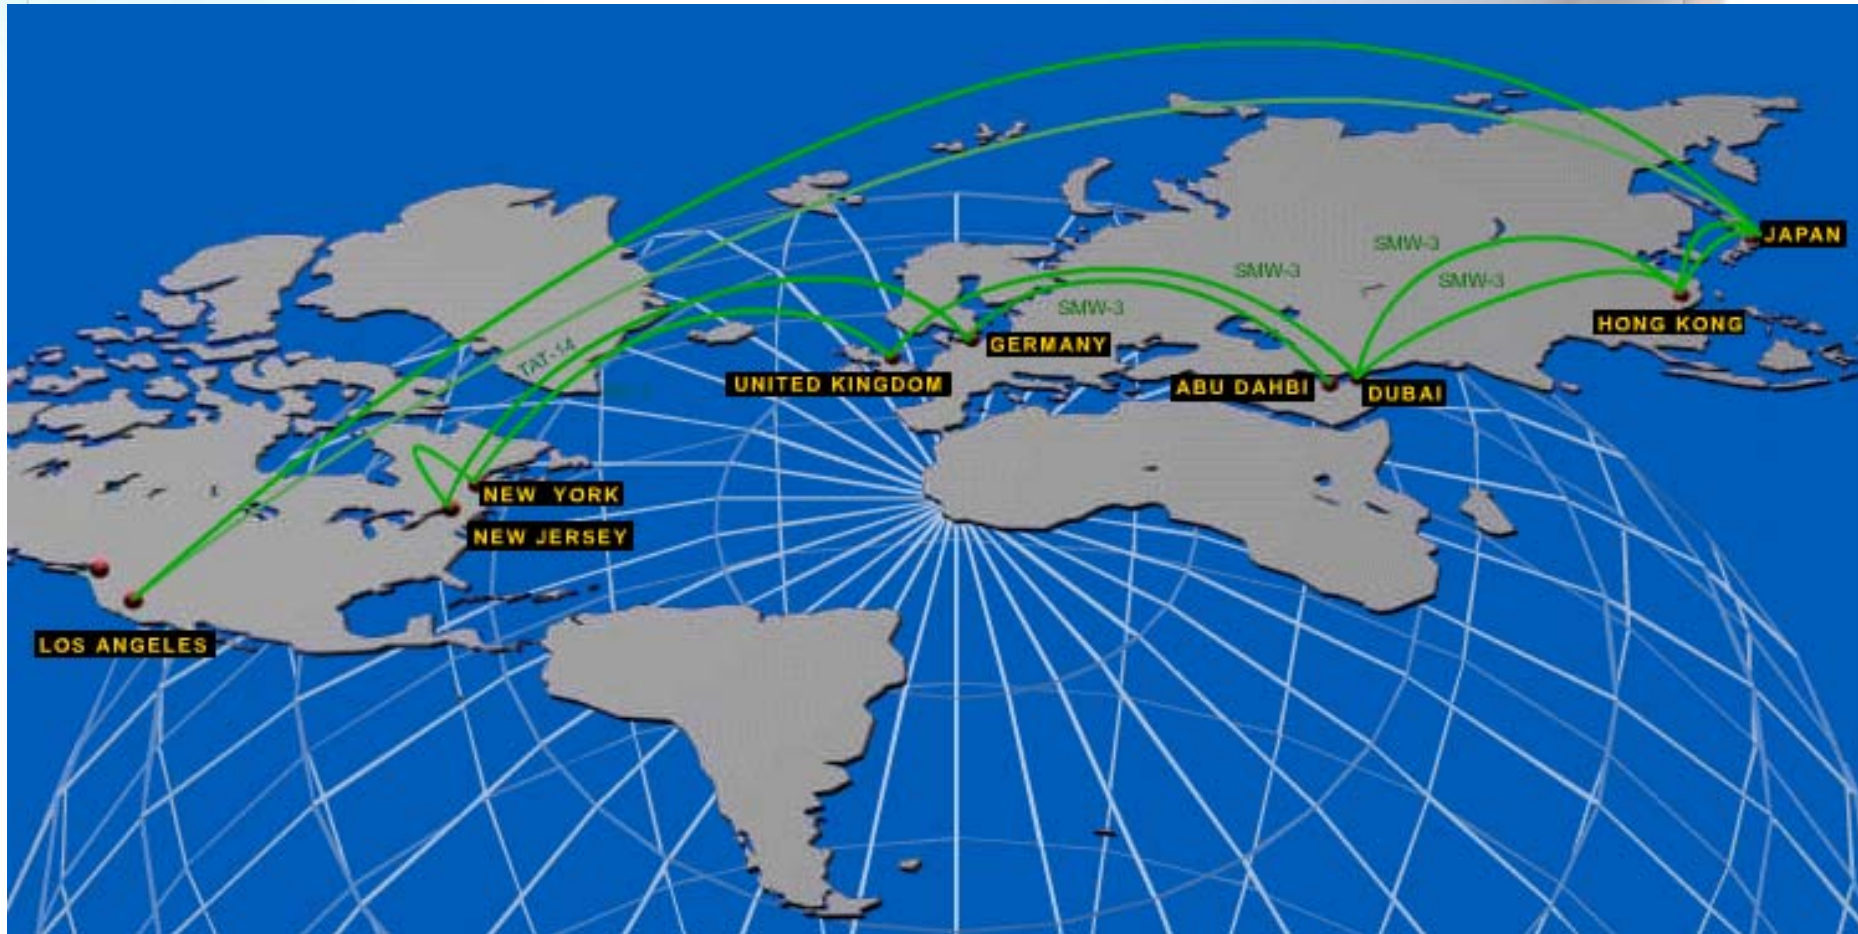 JAPAN
SMW-3
SMW-3
SMW-3
SMW-3
HONG KONG
TAT-14
GERMANY
UNITED KINGDOM
ABU DAHBI
DUBAI
NEW YORK
NEW JERSEY
LOS ANGELES